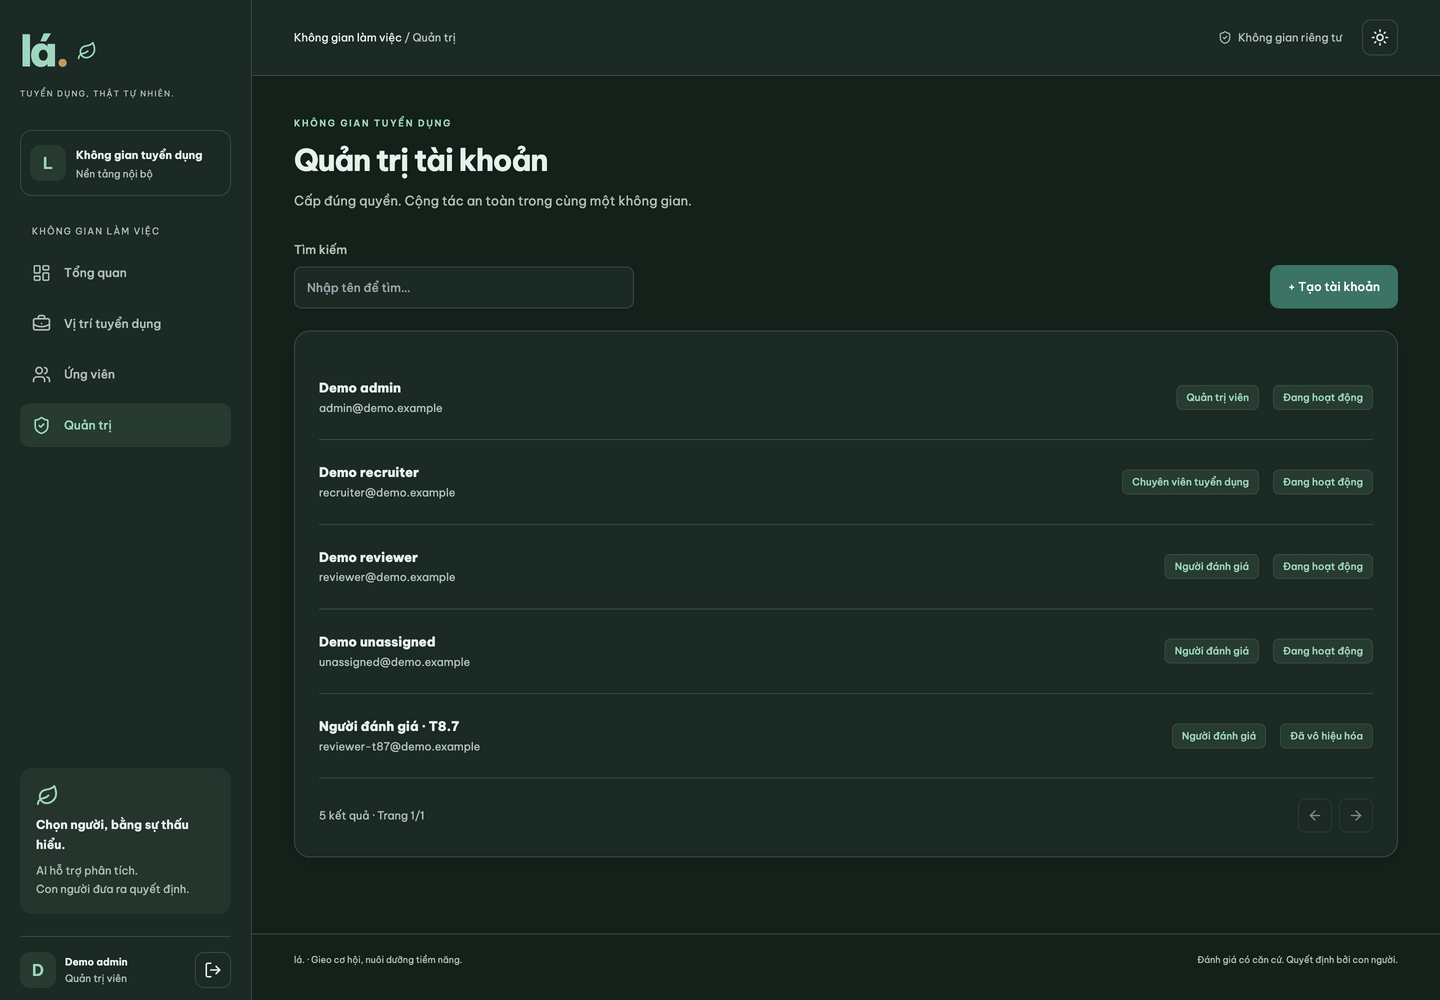 lá.
TUYỂN DỤNG, THẬT TỰ NHIÊN.
L
Không gian tuyển dụng
Nền tảng nội bộ
KHÔNG GIAN LÀM VIỆC
Tổng quan
Vị trí tuyển dụng
Ứng viên
Quản trị
Chọn người, bằng sự thấu
hiểu.
AI hỗ trợ phân tích.
Con người đưa ra quyết định.
D
Demo admin
Quản trị viên
Không gian làm việc / Quản trị
Không gian riêng tư
KHÔNG GIAN TUYỂN DỤNG
Quản trị tài khoản
Cấp đúng quyền. Cộng tác an toàn trong cùng một không gian.
Tìm kiếm
Nhập tên để tìm...
+ Tạo tài khoản
Demo admin
admin@demo.example
Quản trị viên
Đang hoạt động
Demo recruiter
recruiter@demo.example
Chuyên viên tuyển dụng
Đang hoạt động
Demo reviewer
reviewer@demo.example
Người đánh giá
Đang hoạt động
Demo unassigned
unassigned@demo.example
Người đánh giá
Đang hoạt động
Người đánh giá · T8.7
reviewer-t87@demo.example
Người đánh giá
Đã vô hiệu hóa
5 kết quả · Trang 1/1
lá. · Gieo cơ hội, nuôi dưỡng tiềm năng.
Đánh giá có căn cứ. Quyết định bởi con người.